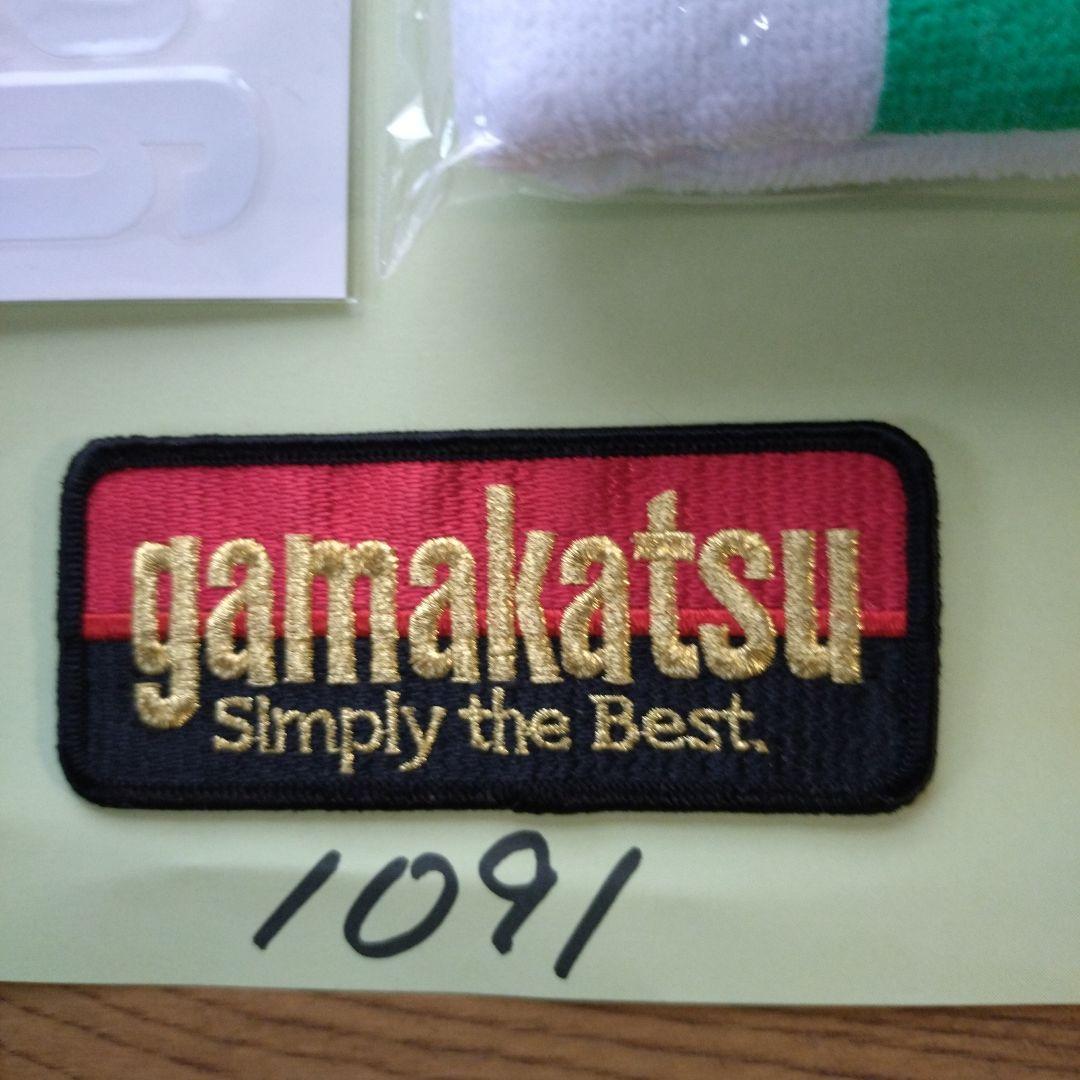 gamakatsu
Simply the Best.
1091